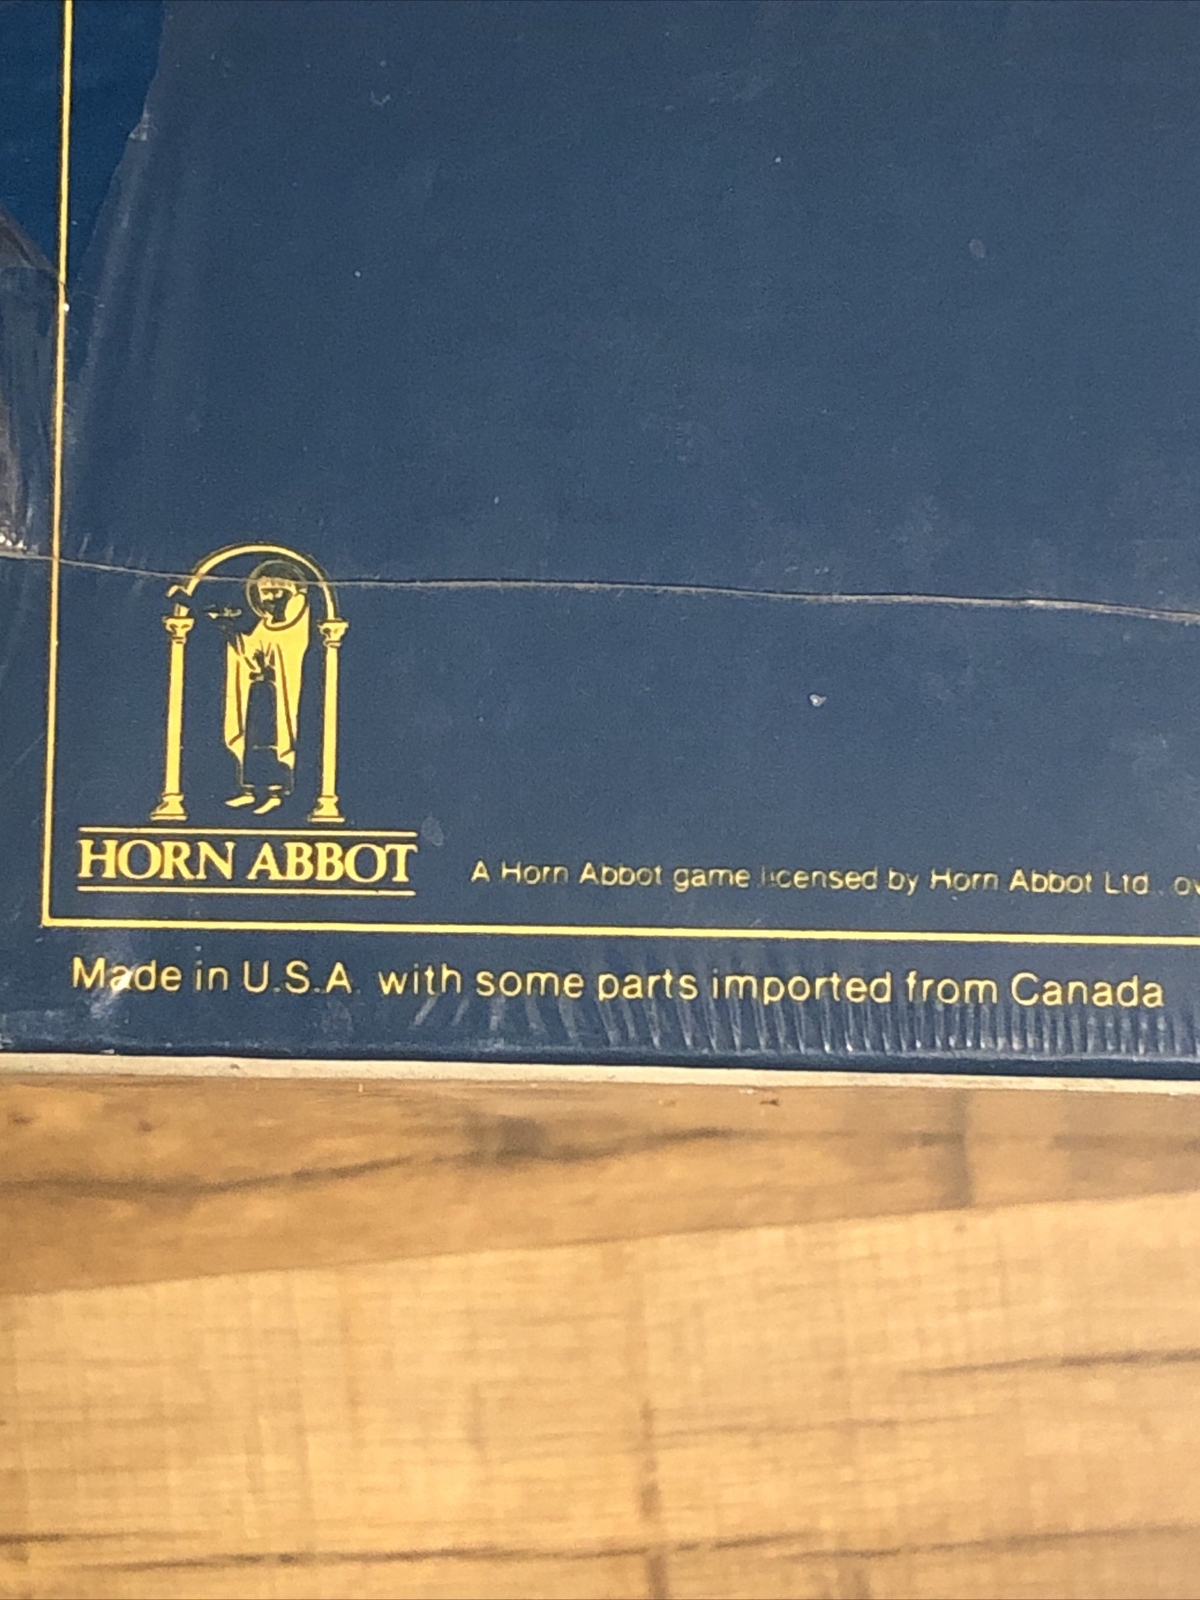 HORN ABBOT
A Horn Abbot game licensed by Horn Abbot Ltd.
Made in U.S.A. with some parts imported from Canada